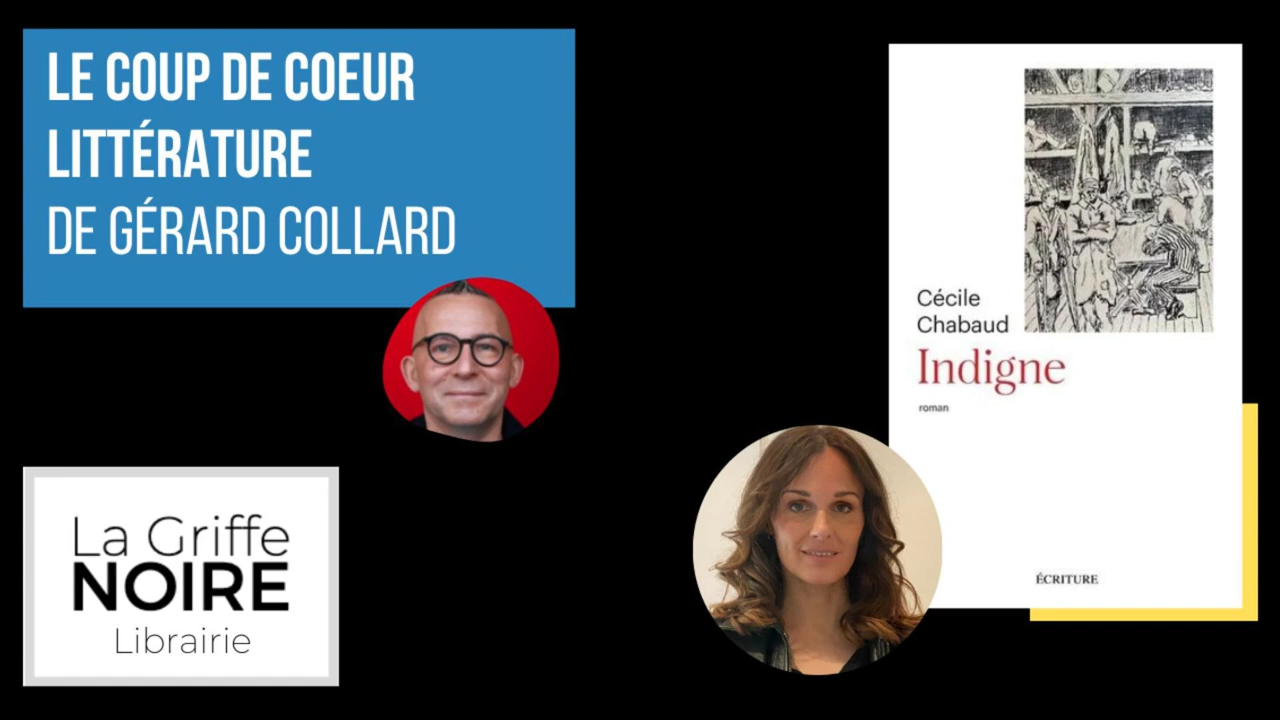 LE COUP DE COEUR
LITTÉRATURE
DE GÉRARD COLLARD
La Griffe
NOIRE
Librairie
Cécile
Chabaud
Indigne
roman
ÉCRITURE